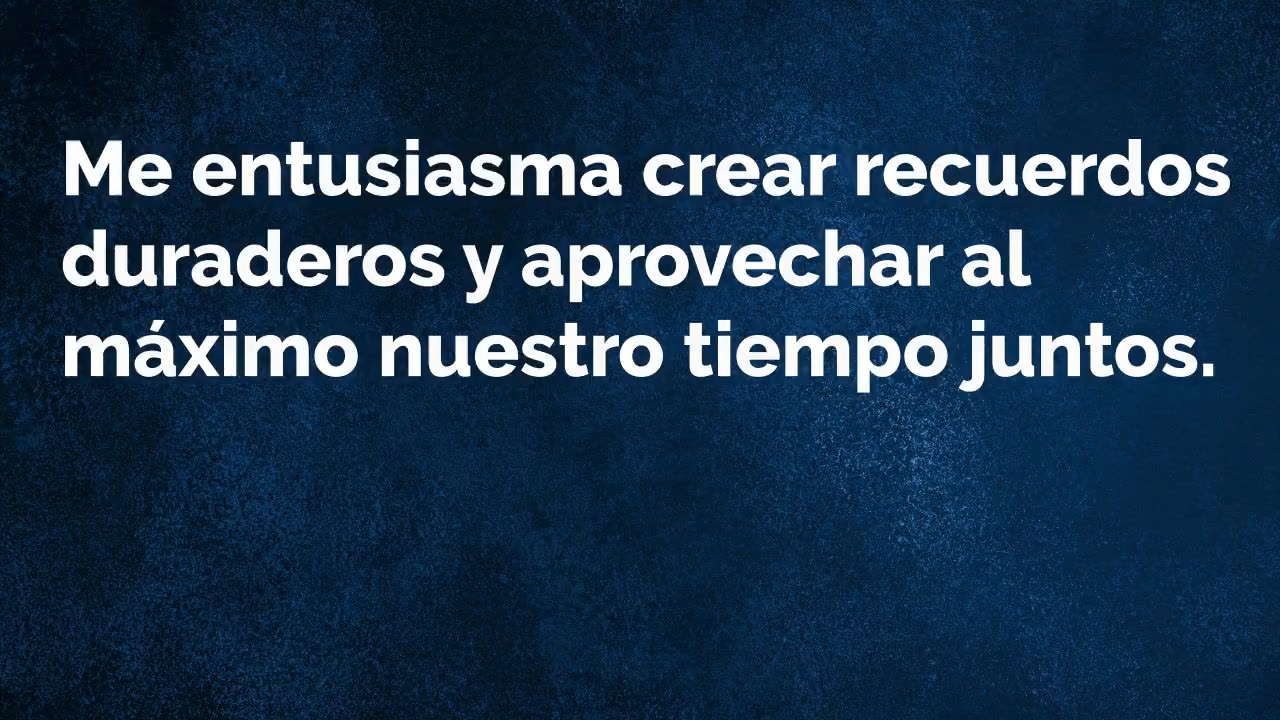 Me entusiasma crear recuerdos
duraderos y aprovechar al
máximo nuestro tiempo juntos.